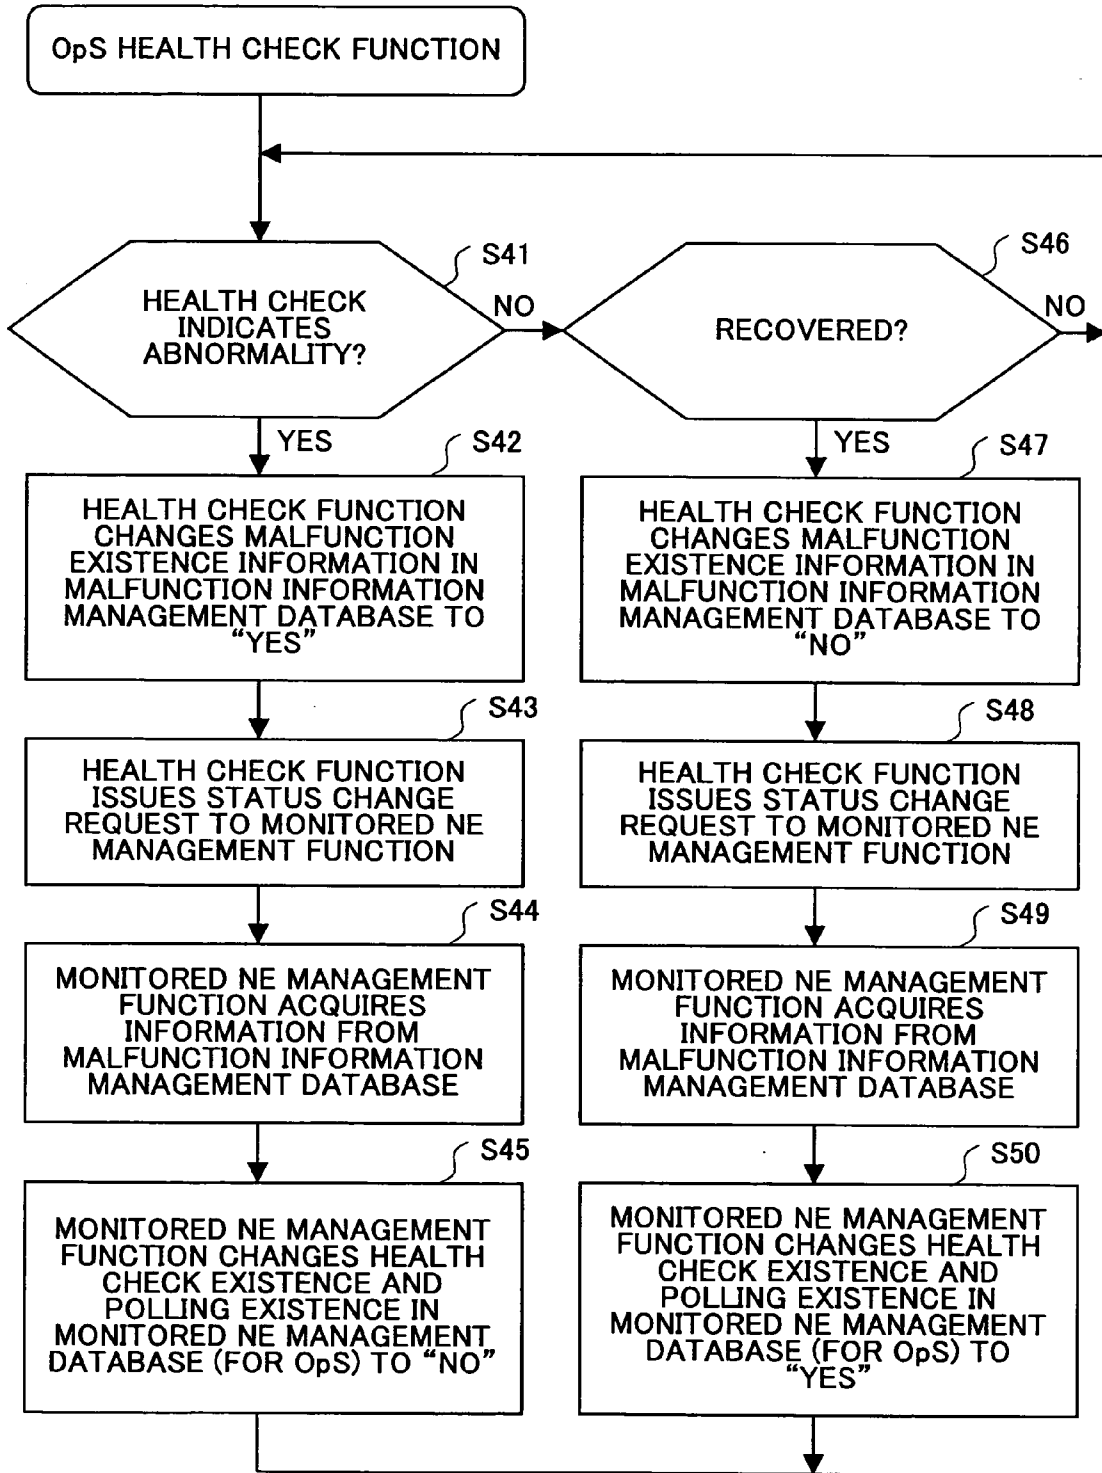 OpS HEALTH CHECK FUNCTION
S41
HEALTH CHECK
INDICATES
ABNORMALITY?
NO
YES
S46
RECOVERED?
NO
YES
S42
HEALTH CHECK FUNCTION
CHANGES MALFUNCTION
EXISTENCE INFORMATION IN
MALFUNCTION INFORMATION
MANAGEMENT DATABASE TO
“YES”
S43
HEALTH CHECK FUNCTION
ISSUES STATUS CHANGE
REQUEST TO MONITORED NE
MANAGEMENT FUNCTION
S44
MONITORED NE MANAGEMENT
FUNCTION ACQUIRES
INFORMATION FROM
MALFUNCTION INFORMATION
MANAGEMENT DATABASE
S45
MONITORED NE MANAGEMENT
FUNCTION CHANGES HEALTH
CHECK EXISTENCE AND
POLLING EXISTENCE IN
MONITORED NE MANAGEMENT
DATABASE (FOR OpS) TO “NO”
S47
HEALTH CHECK FUNCTION
CHANGES MALFUNCTION
EXISTENCE INFORMATION IN
MALFUNCTION INFORMATION
MANAGEMENT DATABASE TO
“NO”
S48
HEALTH CHECK FUNCTION
ISSUES STATUS CHANGE
REQUEST TO MONITORED NE
MANAGEMENT FUNCTION
S49
MONITORED NE MANAGEMENT
FUNCTION ACQUIRES
INFORMATION FROM
MALFUNCTION INFORMATION
MANAGEMENT DATABASE
S50
MONITORED NE MANAGEMENT
FUNCTION CHANGES HEALTH
CHECK EXISTENCE AND
POLLING EXISTENCE IN
MONITORED NE MANAGEMENT
DATABASE (FOR OpS) TO
“YES”